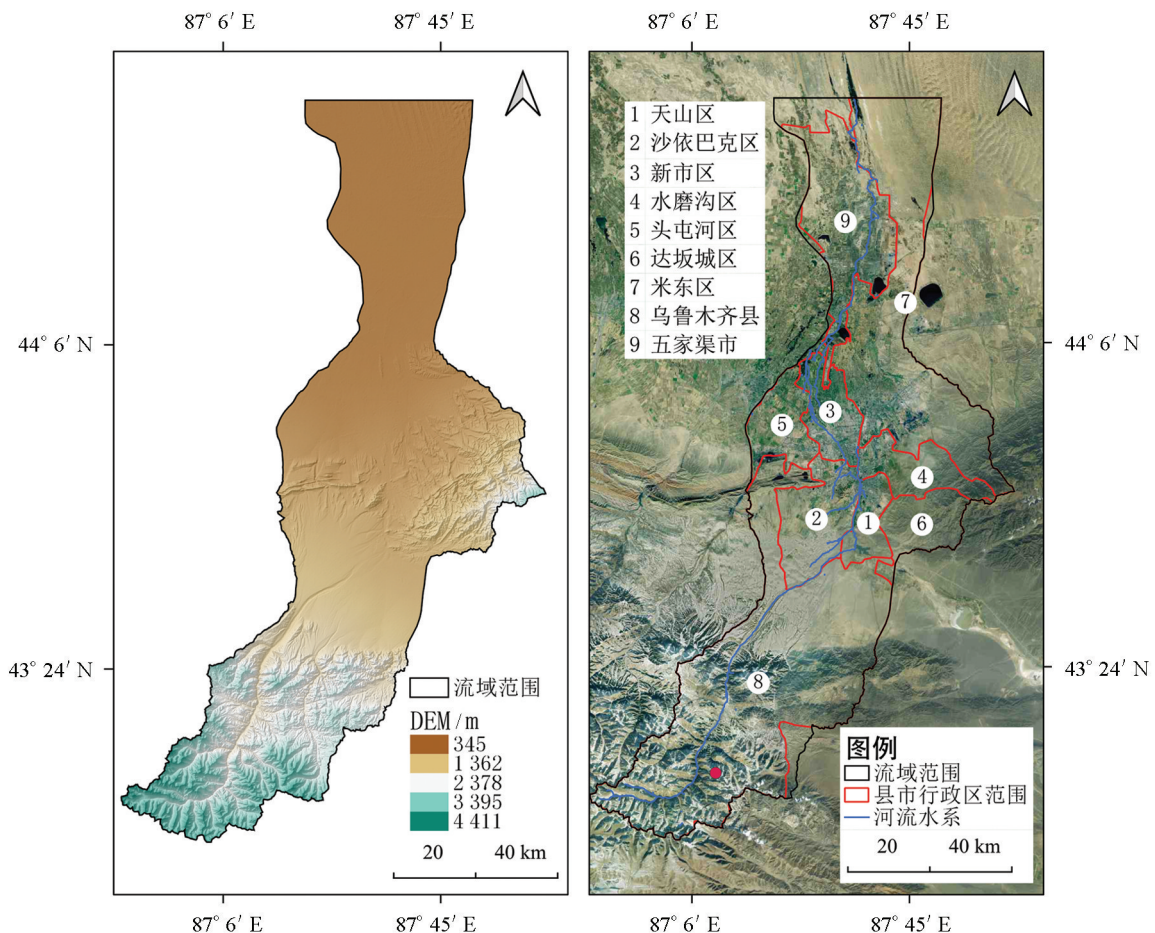 87° 6′ E
87° 45′ E
87° 6′ E
87° 45′ E
1 天山区
2 沙依巴克区
3 新市区
4 水磨沟区
5 头屯河区
6 达坂城区
7 米东区
8 乌鲁木齐县
9 五家渠市
9
7
44° 6′ N
44° 6′ N
3
5
4
2
1
6
43° 24′ N
43° 24′ N
8
流域范围
DEM/m
345
1 362
2 378
3 395
4 411
20
40 km
图例
流域范围
县市行政区范围
河流水系
20
40 km
87° 6′ E
87° 45′ E
87° 6′ E
87° 45′ E